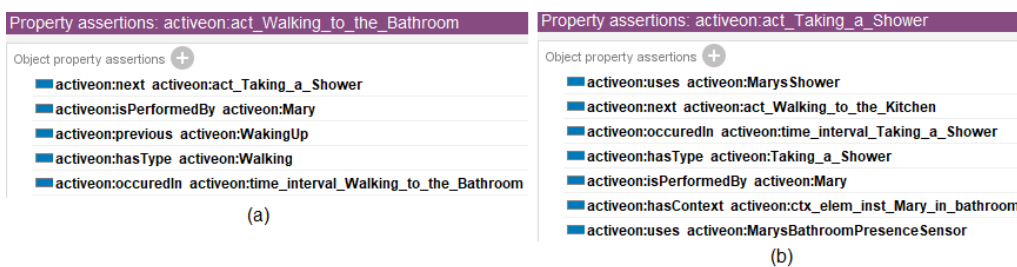 Property assertions: activeon:act_Walking_to_the_Bathroom
Object property assertions
activeon:next activeon:act_Taking_a_Shower
activeon:isPerformedBy activeon:Mary
activeon:previous activeon:WakingUp
activeon:hasType activeon:Walking
activeon:occuredIn activeon:time_interval_Walking_to_the_Bathroom
(a)
Property assertions: activeon:act_Taking_a_Shower
Object property assertions
activeon:uses activeon:MarysShower
activeon:next activeon:act_Walking_to_the_Kitchen
activeon:occuredIn activeon:time_interval_Taking_a_Shower
activeon:hasType activeon:Taking_a_Shower
activeon:isPerformedBy activeon:Mary
activeon:hasContext activeon:ctx_elem_inst_Mary_in_bathroom
activeon:uses activeon:MarysBathroomPresenceSensor
(b)